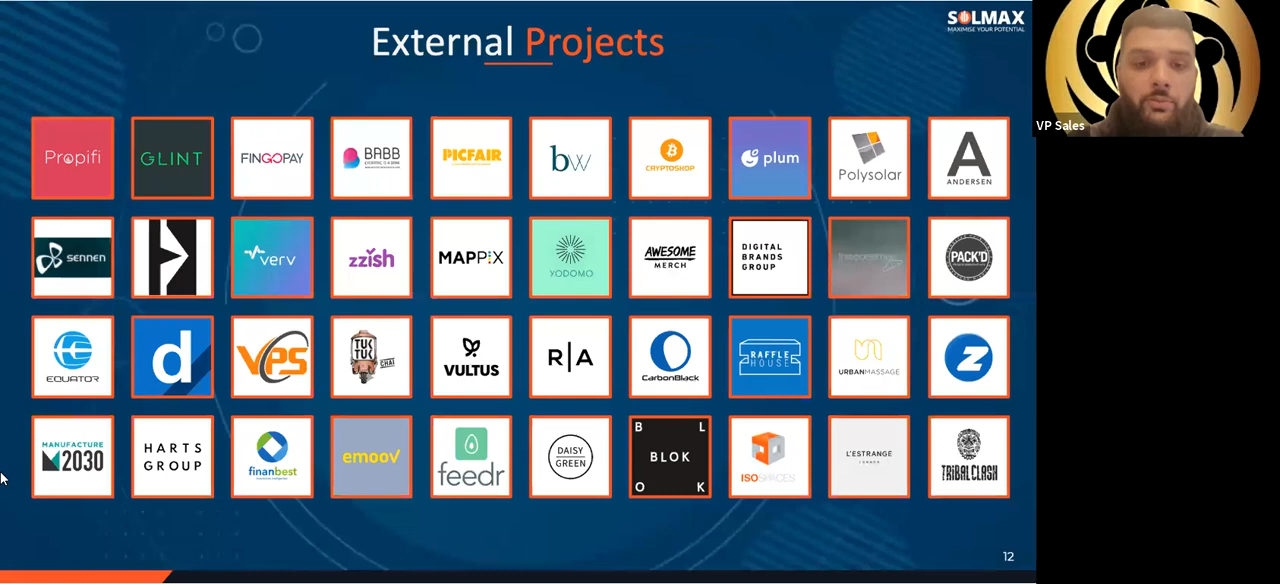 SOLMAX
MAXIMISE YOUR POTENTIAL
External Projects
VP Sales
Propifi
GLINT
FINGOPAY
BABB
PICFAIR
bw
CRYPTOSHOP
plum
Polysolar
A
ANDERSEN
SENNEN
verv
zzish
MAPPIX
YODOMO
AWESOME
MERCH
DIGITAL
BRANDS
GROUP
PACK'D
EQUATOR
d
VPS
TUK
TUK
CHAI
VULTUS
R|A
CarbonBlack
RAFFLE
HOUSE
URBANMASSAGE
Z
MANUFACTURE
2030
HARTS
GROUP
finanbest
emoov
feedr
DAISY
GREEN
B L
BLOK
O K
ISOSPACES
L'ESTRANGE
LONDON
TRIBAL CLASH
12